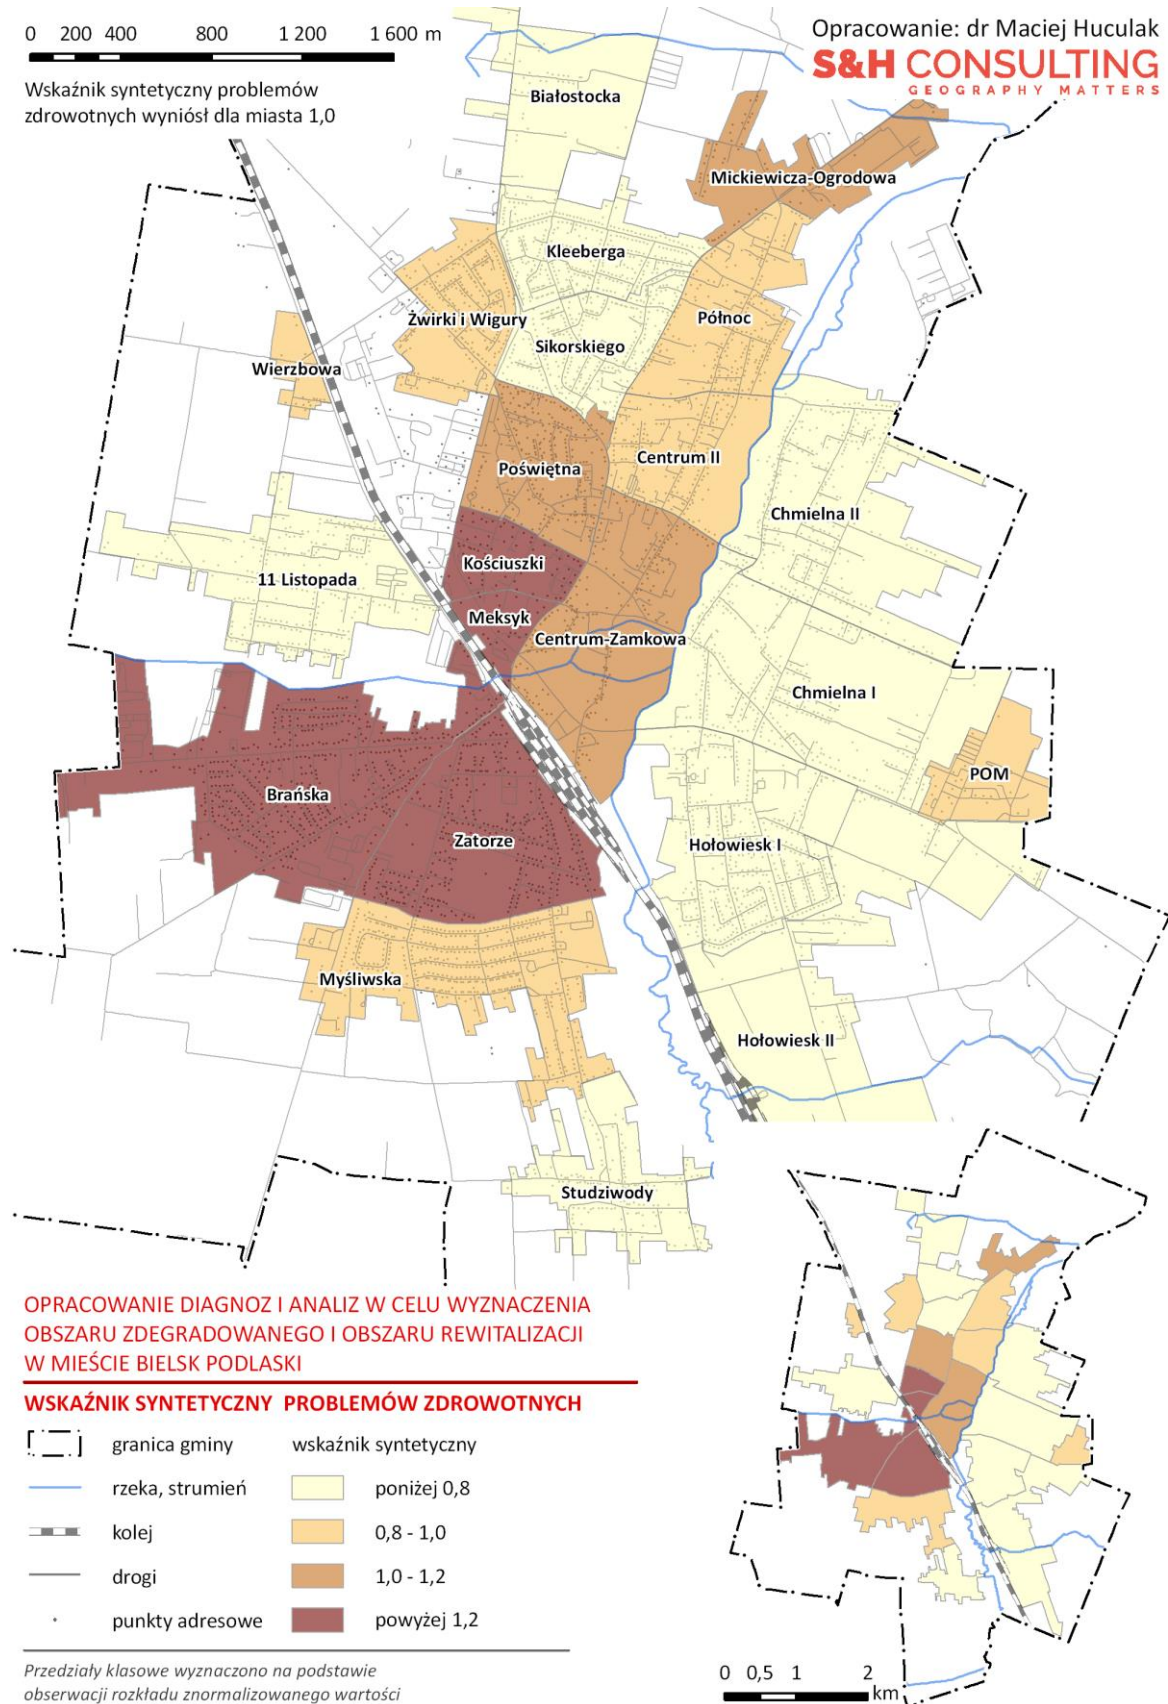 0 200 400 800 1 200 1 600 m
Wskaźnik syntetyczny problemów
zdrowotnych wyniósł dla miasta 1,0
Opracowanie: dr Maciej Huculak
S&H CONSULTING
GEOGRAPHY MATTERS
Białostocka
Mickiewicza-Ogrodowa
Kleeberga
Północ
Żwirki i Wigury
Sikorskiego
Wierzbowa
Centrum II
Poświętna
Chmielna II
Kościuszki
11 Listopada
Meksyk
Centrum-Zamkowa
Chmielna I
POM
Brańska
Zatorze
Hołowiesk I
Myśliwska
Hołowiesk II
Studziwody
OPRACOWANIE DIAGNOZ I ANALIZ W CELU WYZNACZENIA
OBSZARU ZDEGRADOWANEGO I OBSZARU REWITALIZACJI
W MIEŚCIE BIELSK PODLASKI
WSKAŹNIK SYNTETYCZNY PROBLEMÓW ZDROWOTNYCH
granica gminy wskaźnik syntetyczny
rzeka, strumień poniżej 0,8
kolej 0,8 - 1,0
drogi 1,0 - 1,2
punkty adresowe powyżej 1,2
Przedziały klasowe wyznaczono na podstawie
obserwacji rozkładu znormalizowanego wartości
0 0,5 1 2
km